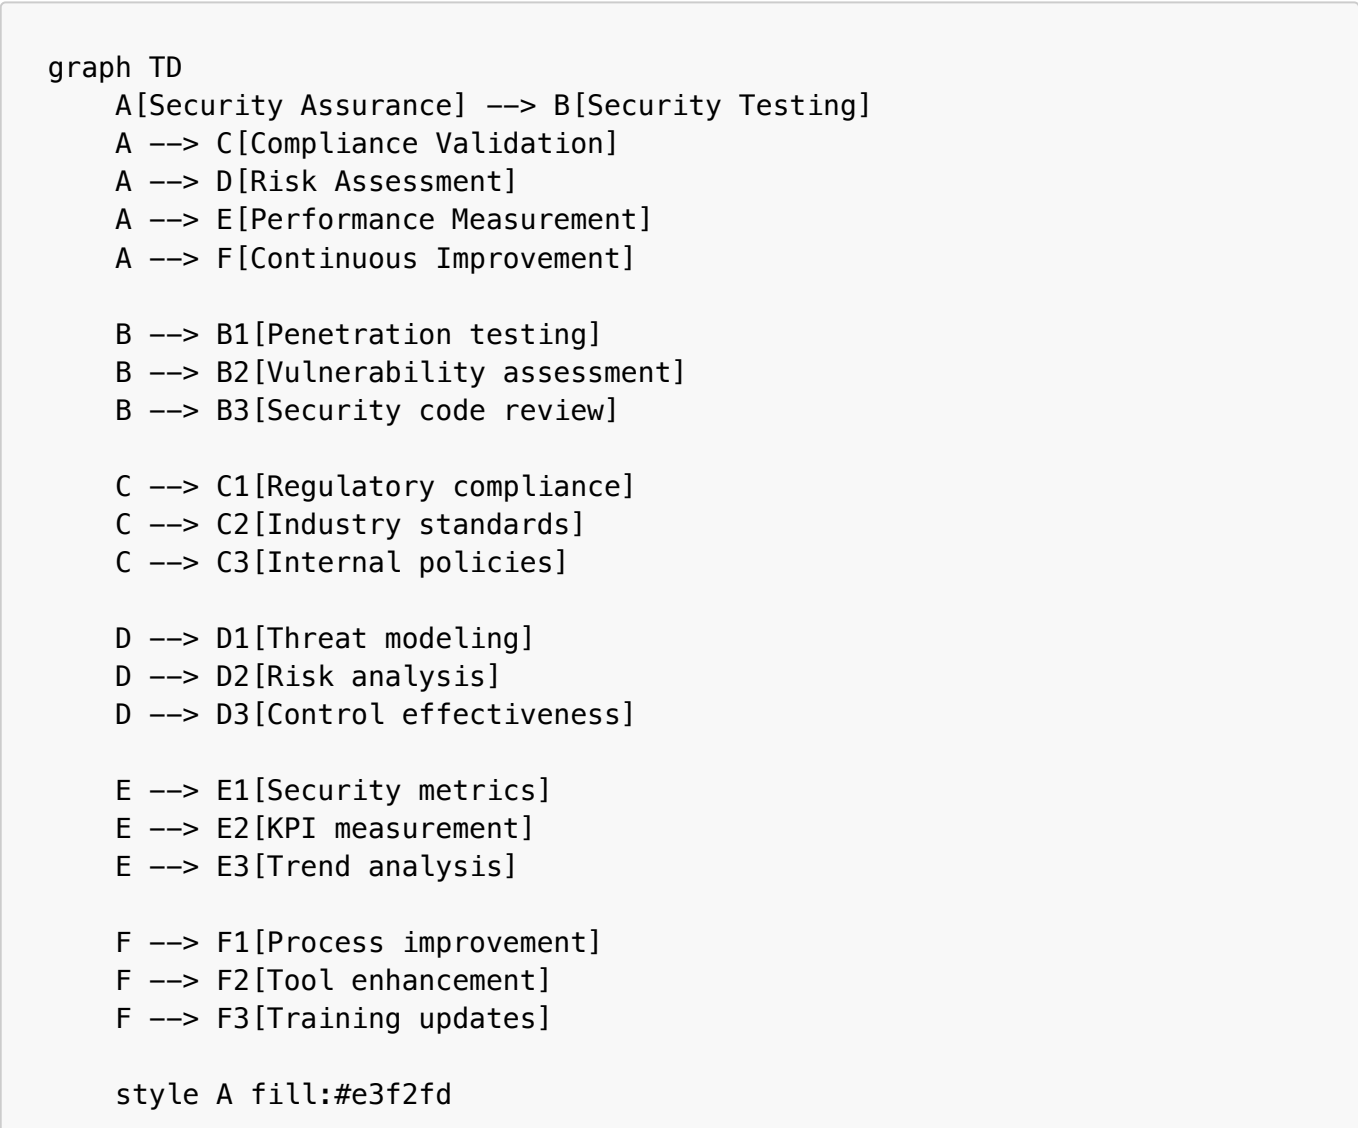 graph TD
    A[Security Assurance] --> B[Security Testing]
    A --> C[Compliance Validation]
    A --> D[Risk Assessment]
    A --> E[Performance Measurement]
    A --> F[Continuous Improvement]

    B --> B1[Penetration testing]
    B --> B2[Vulnerability assessment]
    B --> B3[Security code review]

    C --> C1[Regulatory compliance]
    C --> C2[Industry standards]
    C --> C3[Internal policies]

    D --> D1[Threat modeling]
    D --> D2[Risk analysis]
    D --> D3[Control effectiveness]

    E --> E1[Security metrics]
    E --> E2[KPI measurement]
    E --> E3[Trend analysis]

    F --> F1[Process improvement]
    F --> F2[Tool enhancement]
    F --> F3[Training updates]

    style A fill:#e3f2fd